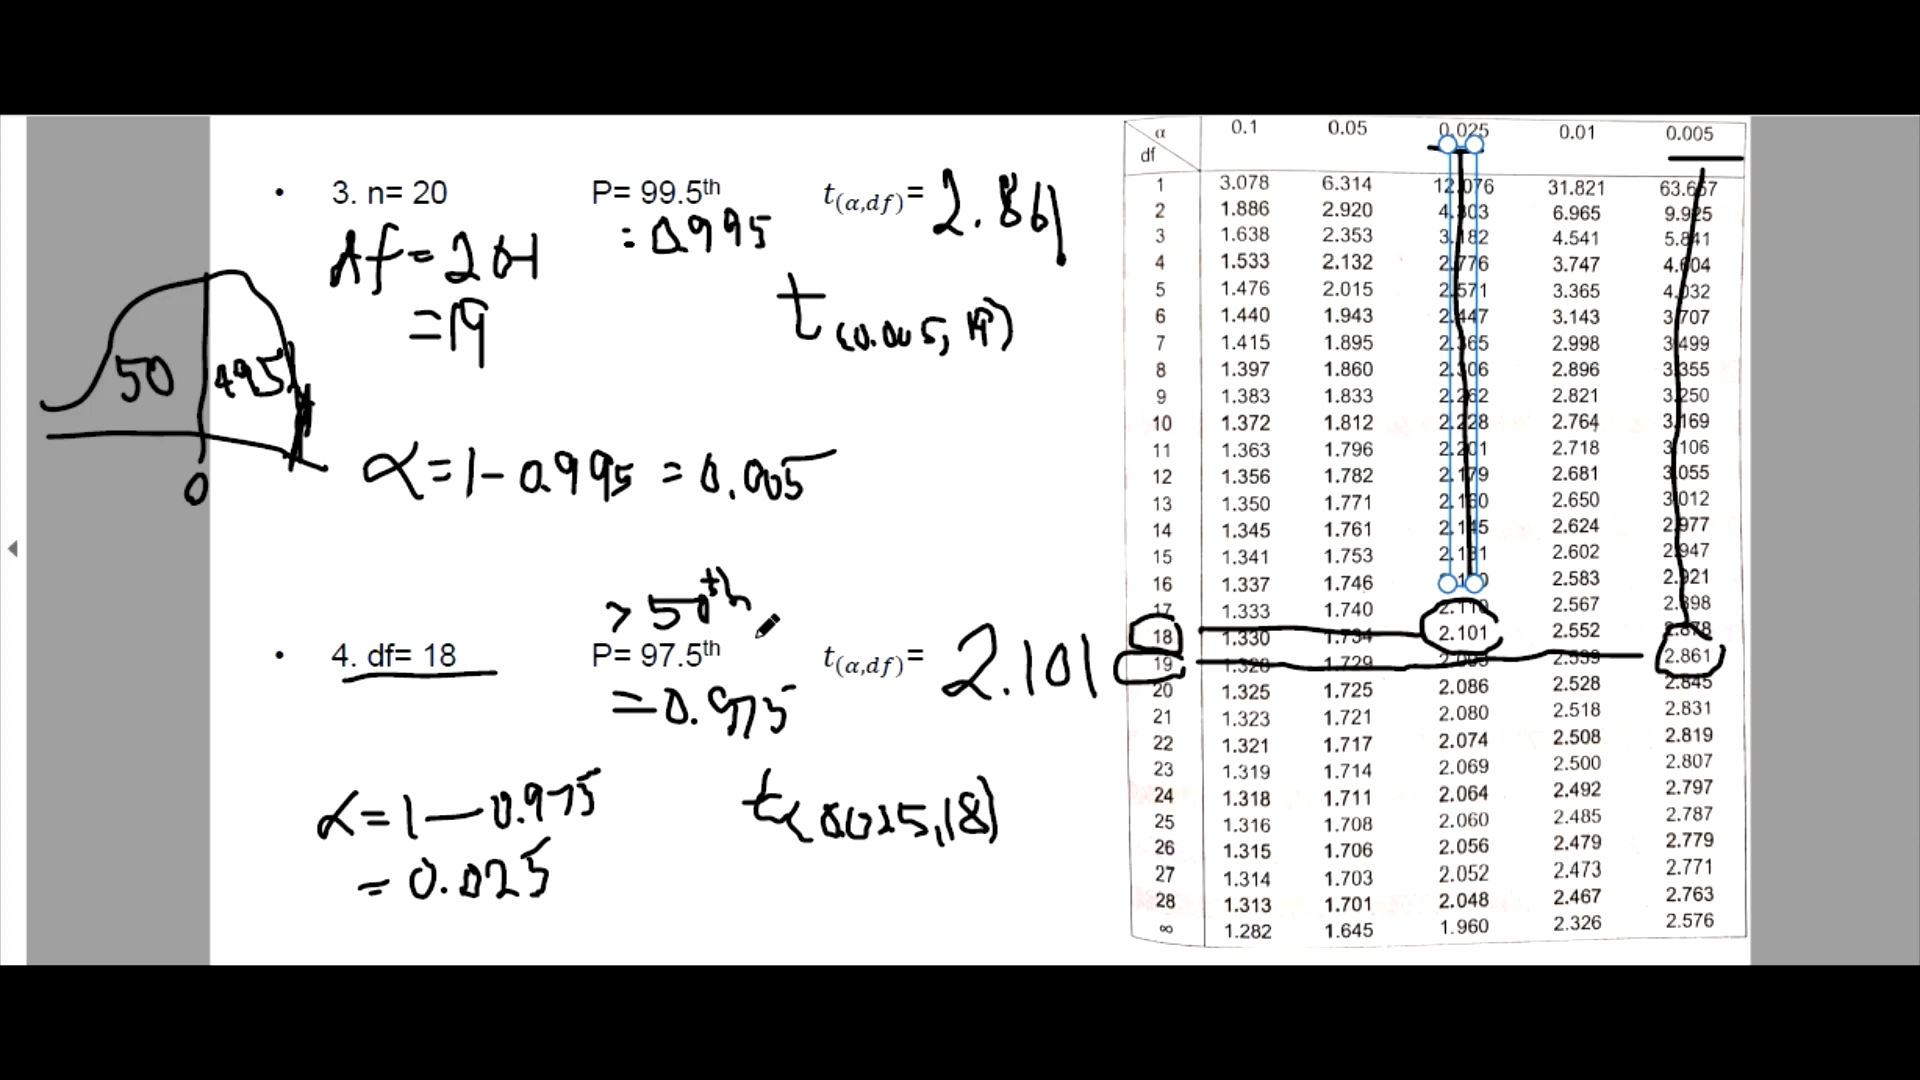 • 3. n= 20 P= 99.5th t(α,df)= 2.861
df = 20-1 = 0.995
= 19 t(0.005, 19)
50 49.5
0
α = 1 - 0.995 = 0.005
> 50th
• 4. df= 18 P= 97.5th t(α,df)= 2.101
= 0.975
α = 1 - 0.975 t(0.025, 18)
= 0.025
α 0.1 0.05 0.025 0.01 0.005
df
1 3.078 6.314 12.076 31.821 63.657
2 1.886 2.920 4.303 6.965 9.925
3 1.638 2.353 3.182 4.541 5.841
4 1.533 2.132 2.776 3.747 4.604
5 1.476 2.015 2.571 3.365 4.032
6 1.440 1.943 2.447 3.143 3.707
7 1.415 1.895 2.365 2.998 3.499
8 1.397 1.860 2.306 2.896 3.355
9 1.383 1.833 2.262 2.821 3.250
10 1.372 1.812 2.228 2.764 3.169
11 1.363 1.796 2.201 2.718 3.106
12 1.356 1.782 2.179 2.681 3.055
13 1.350 1.771 2.160 2.650 3.012
14 1.345 1.761 2.145 2.624 2.977
15 1.341 1.753 2.131 2.602 2.947
16 1.337 1.746 2.583 2.921
17 1.333 1.740 2.110 2.567 2.898
18 1.330 1.734 2.101 2.552 2.878
19 1.328 1.729 2.093 2.539 2.861
20 1.325 1.725 2.086 2.528 2.845
21 1.323 1.721 2.080 2.518 2.831
22 1.321 1.717 2.074 2.508 2.819
23 1.319 1.714 2.069 2.500 2.807
24 1.318 1.711 2.064 2.492 2.797
25 1.316 1.708 2.060 2.485 2.787
26 1.315 1.706 2.056 2.479 2.779
27 1.314 1.703 2.052 2.473 2.771
28 1.313 1.701 2.048 2.467 2.763
∞ 1.282 1.645 1.960 2.326 2.576